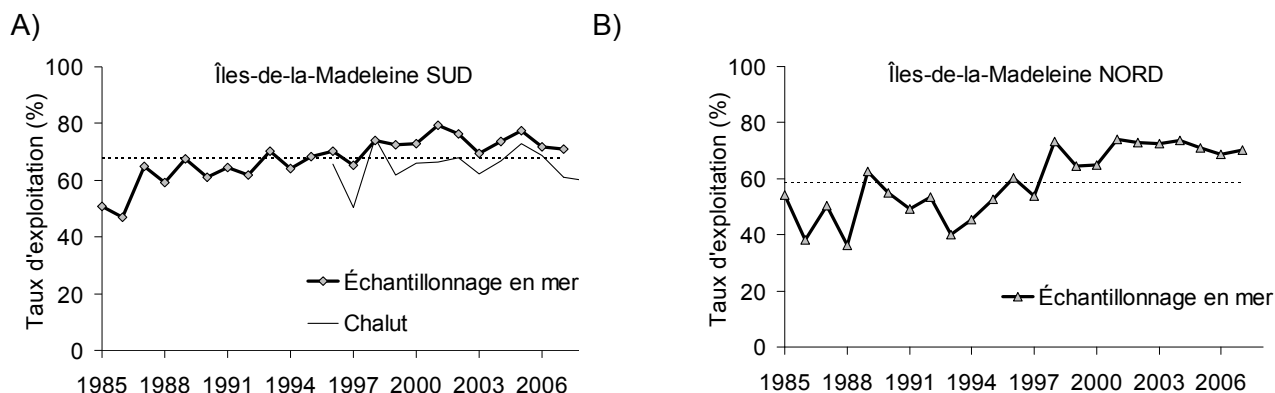 A)
Îles-de-la-Madeleine SUD
Taux d'exploitation (%)
100
80
60
40
20
0
Échantillonnage en mer
Chalut
1985 1988 1991 1994 1997 2000 2003 2006
B)
Îles-de-la-Madeleine NORD
Taux d'exploitation (%)
100
80
60
40
20
0
Échantillonnage en mer
1985 1988 1991 1994 1997 2000 2003 2006